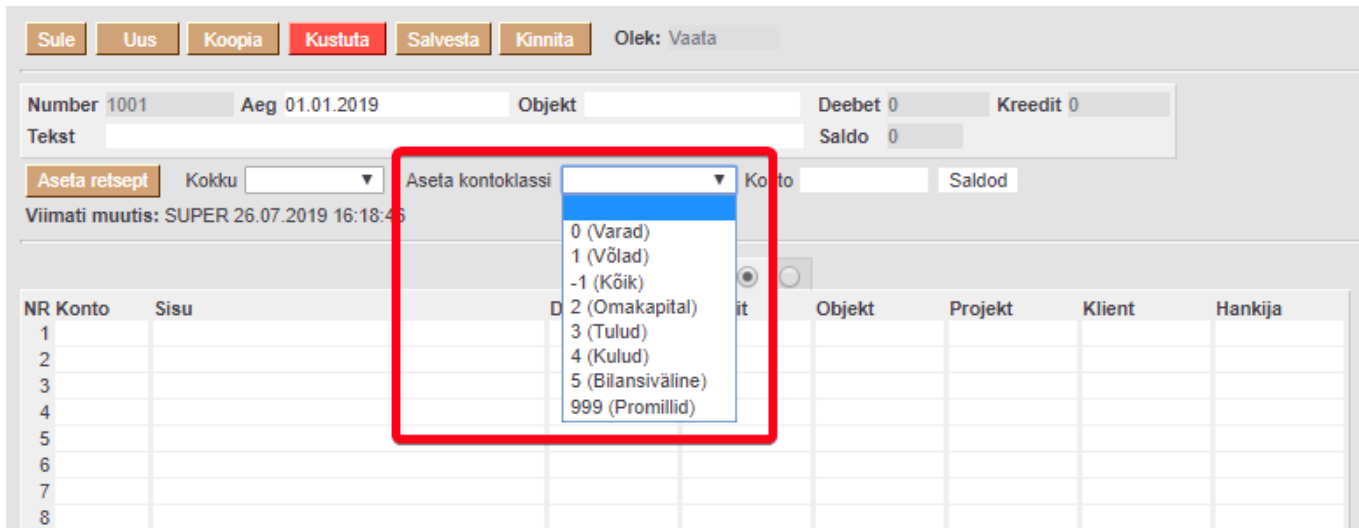 Sule Uus Koopia Kustuta Salvesta Kinnita Olek: Vaata
Number 1001 Aeg 01.01.2019 Objekt Deebet 0 Kreedit 0
Tekst Saldo 0
Aseta retsept Kokku Aseta kontoklassi Konto Saldod
Viimati muutis: SUPER 26.07.2019 16:18:46
0 (Varad)
1 (Võlad)
-1 (Kõik)
2 (Omakapital)
3 (Tulud)
4 (Kulud)
5 (Bilansiväline)
999 (Promillid)
NR Konto Sisu D it Objekt Projekt Klient Hankija
1
2
3
4
5
6
7
8